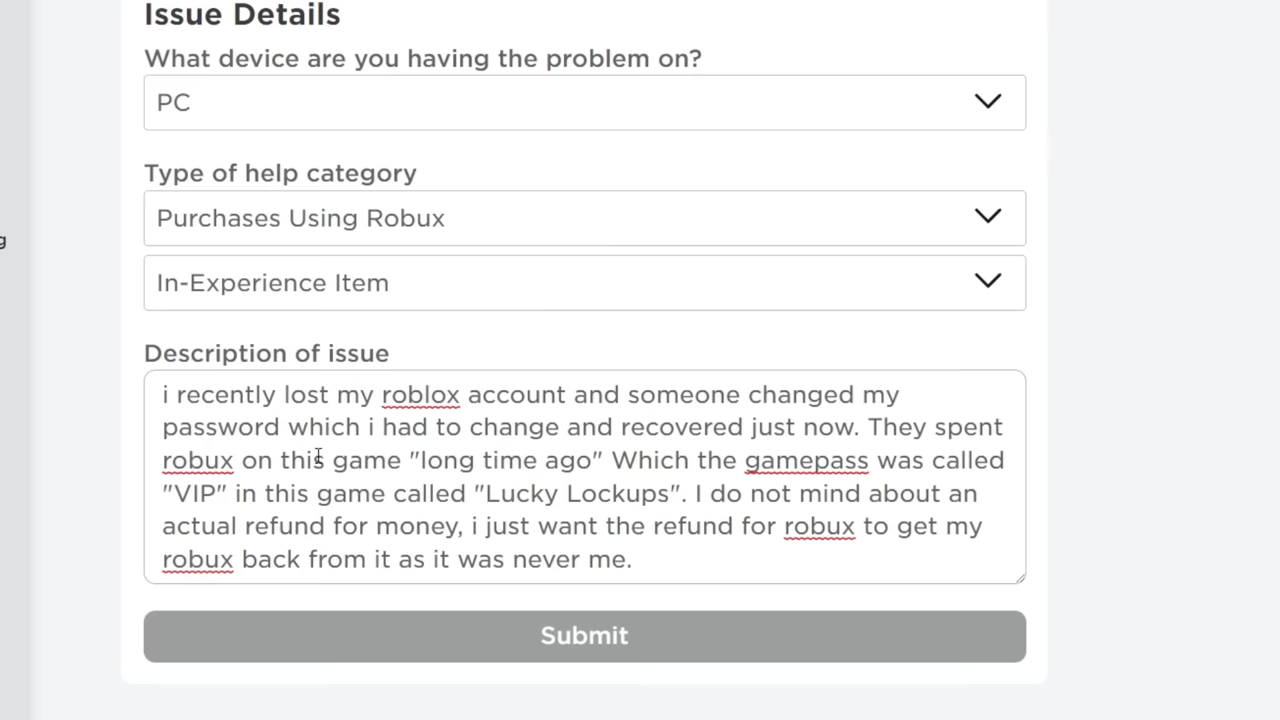 Issue Details
What device are you having the problem on?
PC
Type of help category
Purchases Using Robux
g
In-Experience Item
Description of issue
i recently lost my roblox account and someone changed my
password which i had to change and recovered just now. They spent
robux on this game "long time ago" Which the gamepass was called
"VIP" in this game called "Lucky Lockups". I do not mind about an
actual refund for money, i just want the refund for robux to get my
robux back from it as it was never me.
Submit